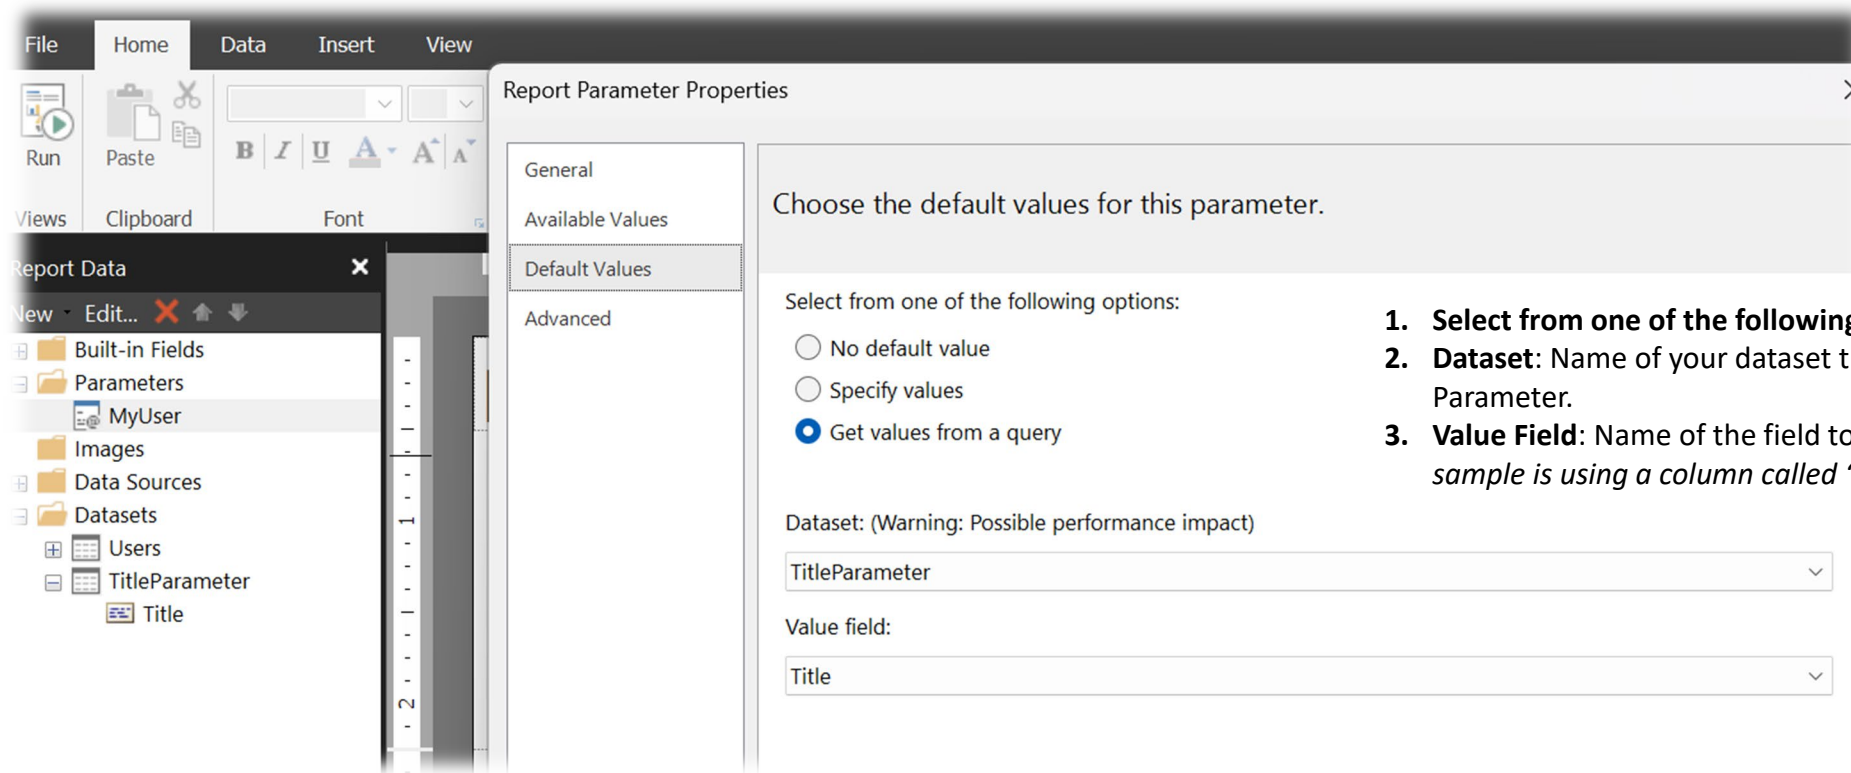 File Home Data Insert View
Run Paste B I U A A A
Views Clipboard Font
Report Data
New Edit...
Built-in Fields
Parameters
MyUser
Images
Data Sources
Datasets
Users
TitleParameter
Title
1
2
Report Parameter Properties
General
Available Values
Default Values
Advanced
Choose the default values for this parameter.
Select from one of the following options:
No default value
Specify values
Get values from a query
Dataset: (Warning: Possible performance impact)
TitleParameter
Value field:
Title
1. Select from one of the following
2. Dataset: Name of your dataset
Parameter.
3. Value Field: Name of the field to
sample is using a column called "